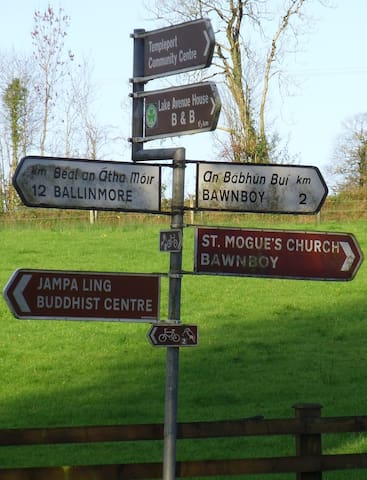 Templeport
Community Centre
Lake Avenue House
B & B
km Béal an Átha Móir
12 BALLINMORE
An Bábhún Buí km
BAWNBOY 2
ST. MOGUE'S CHURCH
BAWNBOY
JAMPA LING
BUDDHIST CENTRE